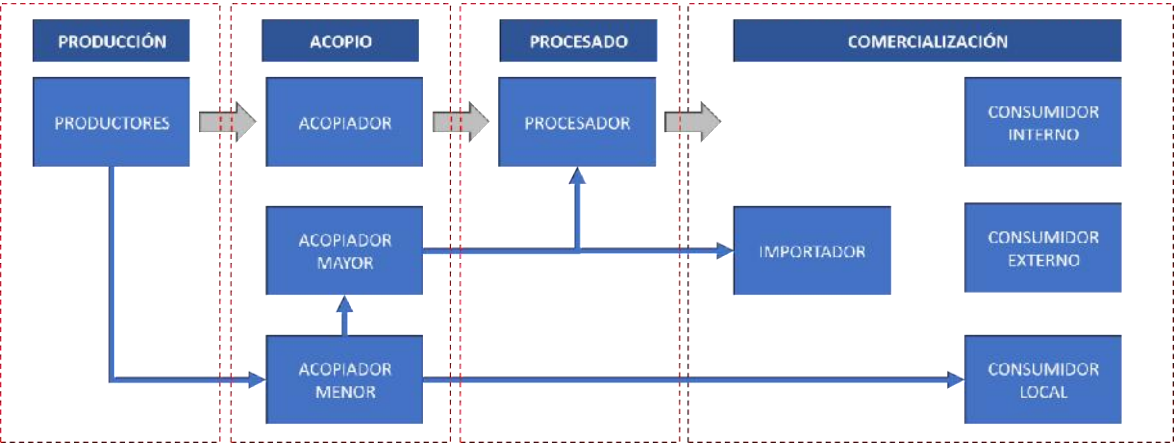 PRODUCCIÓN
ACOPIO
PROCESADO
COMERCIALIZACIÓN
PRODUCTORES
ACOPIADOR
PROCESADOR
CONSUMIDOR
INTERNO
ACOPIADOR
MAYOR
IMPORTADOR
CONSUMIDOR
EXTERNO
ACOPIADOR
MENOR
CONSUMIDOR
LOCAL